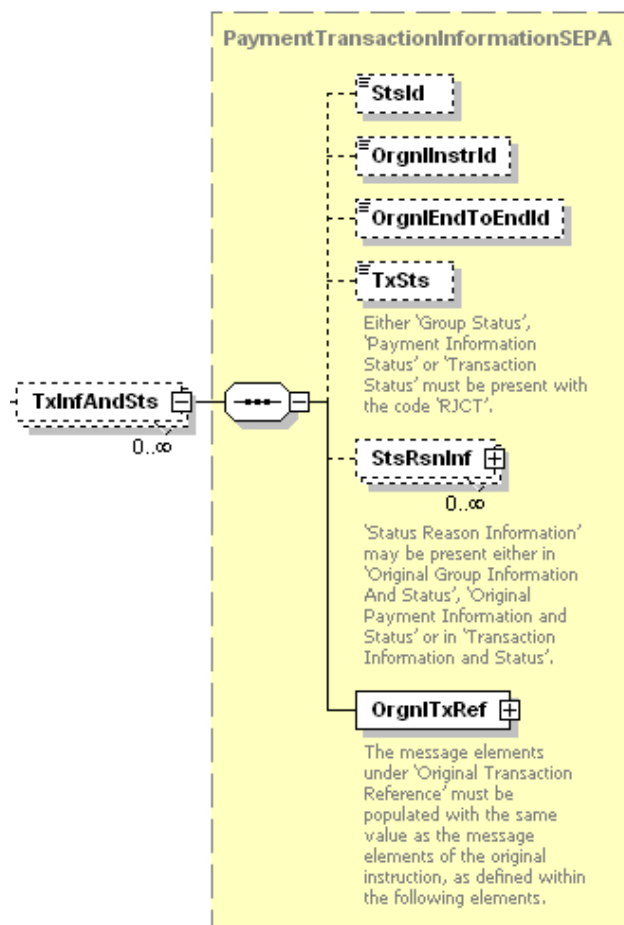 PaymentTransactionInformationSEPA
StsId
OrgnlInstrId
OrgnlEndToEndId
TxSts
Either 'Group Status',
'Payment Information
Status' or 'Transaction
Status' must be present with
the code 'RJCT'.
TxInfAndSts
0..∞
StsRsnInf
0..∞
'Status Reason Information'
may be present either in
'Original Group Information
And Status', 'Original
Payment Information and
Status' or in 'Transaction
Information and Status'.
OrgnlTxRef
The message elements
under 'Original Transaction
Reference' must be
populated with the same
value as the message
elements of the original
instruction, as defined within
the following elements.